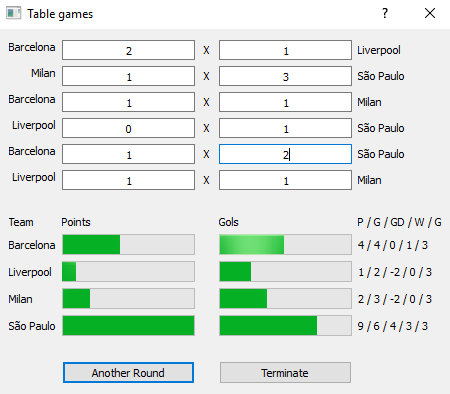 Table games
Barcelona 2 X 1 Liverpool
Milan 1 X 3 São Paulo
Barcelona 1 X 1 Milan
Liverpool 0 X 1 São Paulo
Barcelona 1 X 2 São Paulo
Liverpool 1 X 1 Milan
Team Points Gols P / G / GD / W / G
Barcelona 4 / 4 / 0 / 1 / 3
Liverpool 1 / 2 / -2 / 0 / 3
Milan 2 / 3 / -2 / 0 / 3
São Paulo 9 / 6 / 4 / 3 / 3
Another Round Terminate